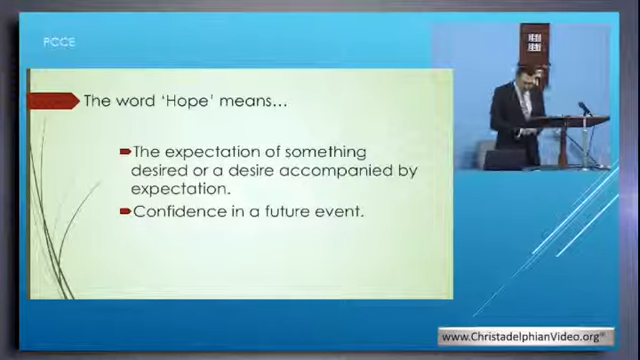 PCCE
The word ‘Hope’ means…
The expectation of something
desired or a desire accompanied by
expectation.
Confidence in a future event.
www.ChristadelphianVideo.org